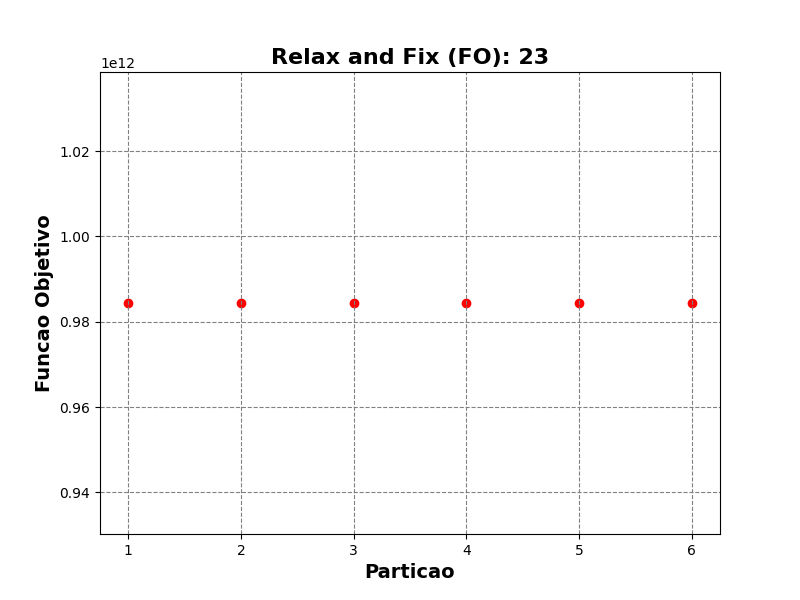 Relax and Fix (FO): 23
1e12
1.02
1.00
0.98
0.96
0.94
Funcao Objetivo
1 2 3 4 5 6
Particao